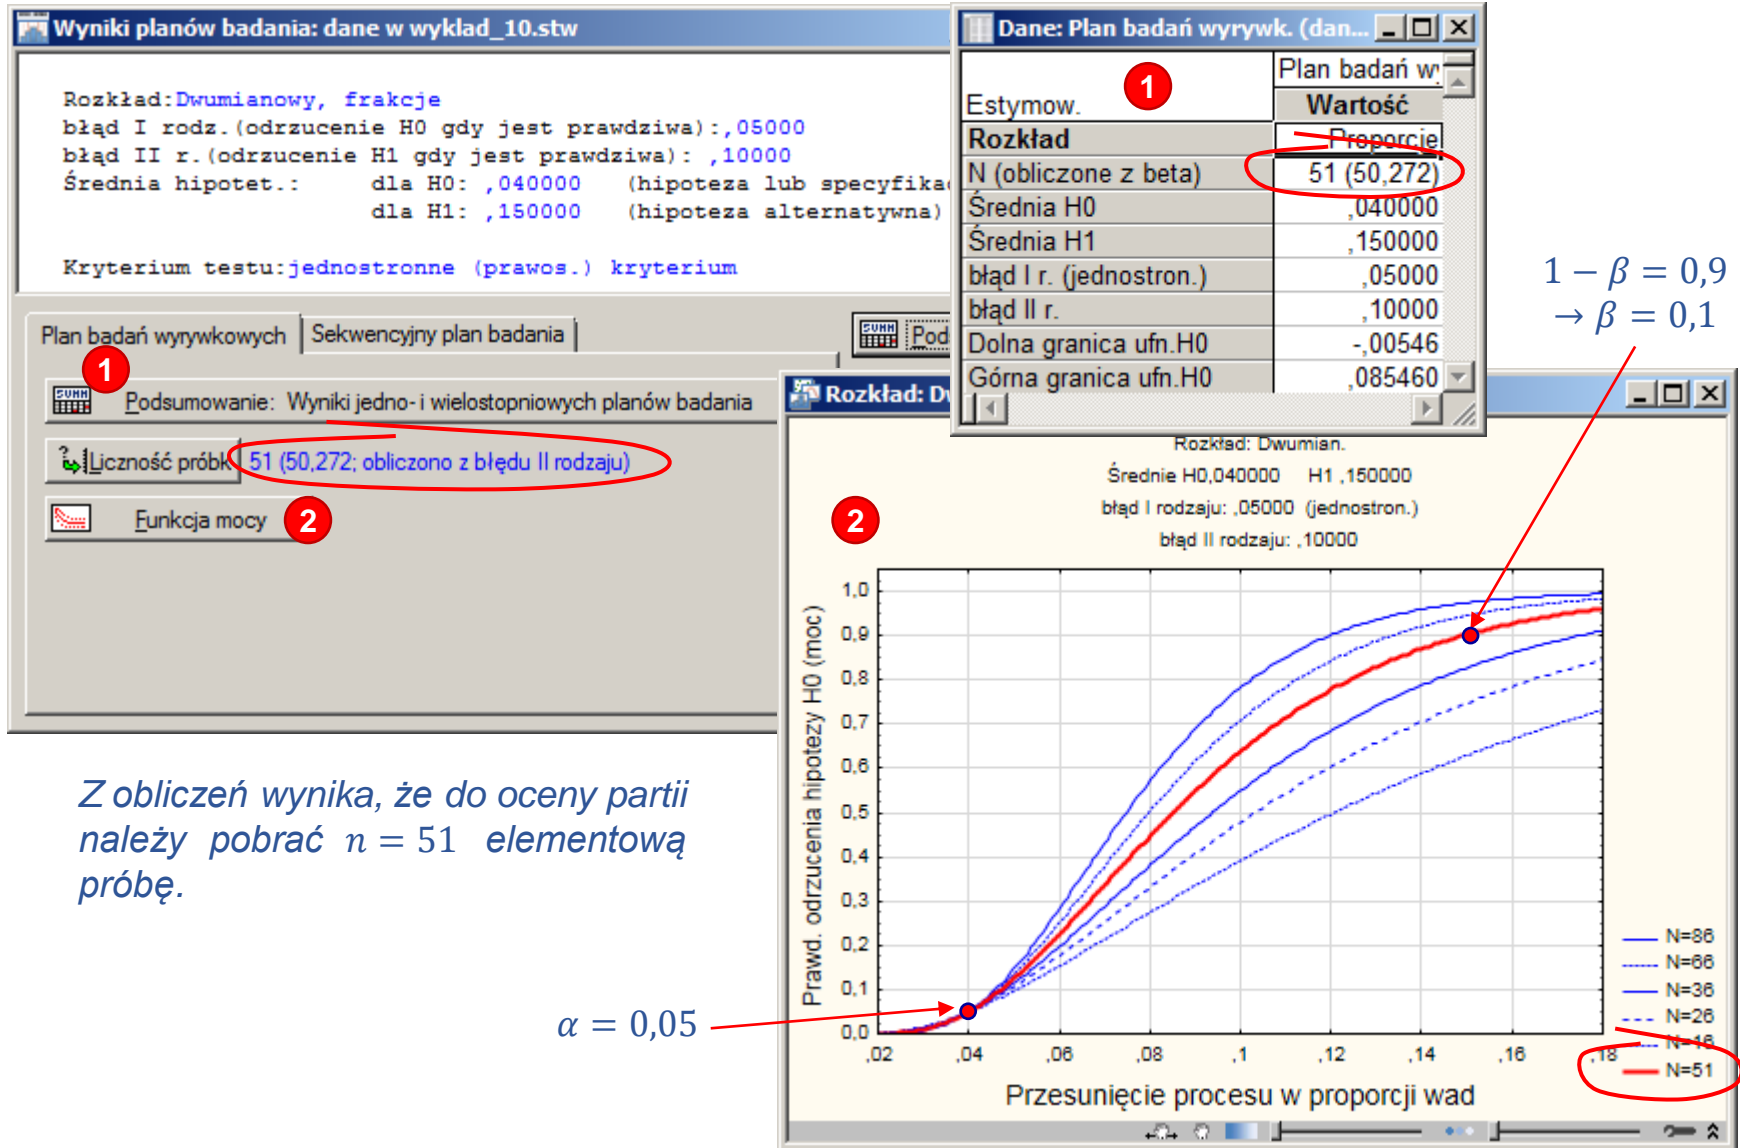 Wyniki planów badania: dane w wyklad_10.stw
Rozkład:Dwumianowy, frakcje
błąd I rodz.(odrzucenie H0 gdy jest prawdziwa):,05000
błąd II r.(odrzucenie H1 gdy jest prawdziwa): ,10000
Średnia hipotet.: dla H0: ,040000 (hipoteza lub specyfika
dla H1: ,150000 (hipoteza alternatywna)
Kryterium testu:jednostronne (prawos.) kryterium
Plan badań wyrywkowych
Sekwencyjny plan badania
SUMM
Pod
1
SUMM
Podsumowanie: Wyniki jedno- i wielostopniowych planów badania
Liczność próbk 51 (50,272; obliczono z błędu II rodzaju)
Funkcja mocy
2
Dane: Plan badań wyrywk. (dan...
1
Plan badań w
Estymow. Wartość
Rozkład Proporcje
N (obliczone z beta) 51 (50,272)
Średnia H0 ,040000
Średnia H1 ,150000
błąd I r. (jednostron.) ,05000
błąd II r. ,10000
Dolna granica ufn.H0 -,00546
Górna granica ufn.H0 ,085460
1 − β = 0,9
→ β = 0,1
Rozkład: D
Rozkład: Dwumian.
Średnie H0,040000 H1 ,150000
błąd I rodzaju: ,05000 (jednostron.)
błąd II rodzaju: ,10000
2
Prawd. odrzucenia hipotezy H0 (moc)
1,0
0,9
0,8
0,7
0,6
0,5
0,4
0,3
0,2
0,1
0,0
,02 ,04 ,06 ,08 ,1 ,12 ,14 ,16 ,18
Przesunięcie procesu w proporcji wad
N=86
N=66
N=36
N=26
N=16
N=51
Z obliczeń wynika, że do oceny partii
należy pobrać n = 51 elementową
próbę.
α = 0,05